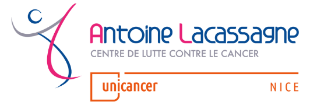 Antoine Lacassagne
CENTRE DE LUTTE CONTRE LE CANCER
unicancer NICE